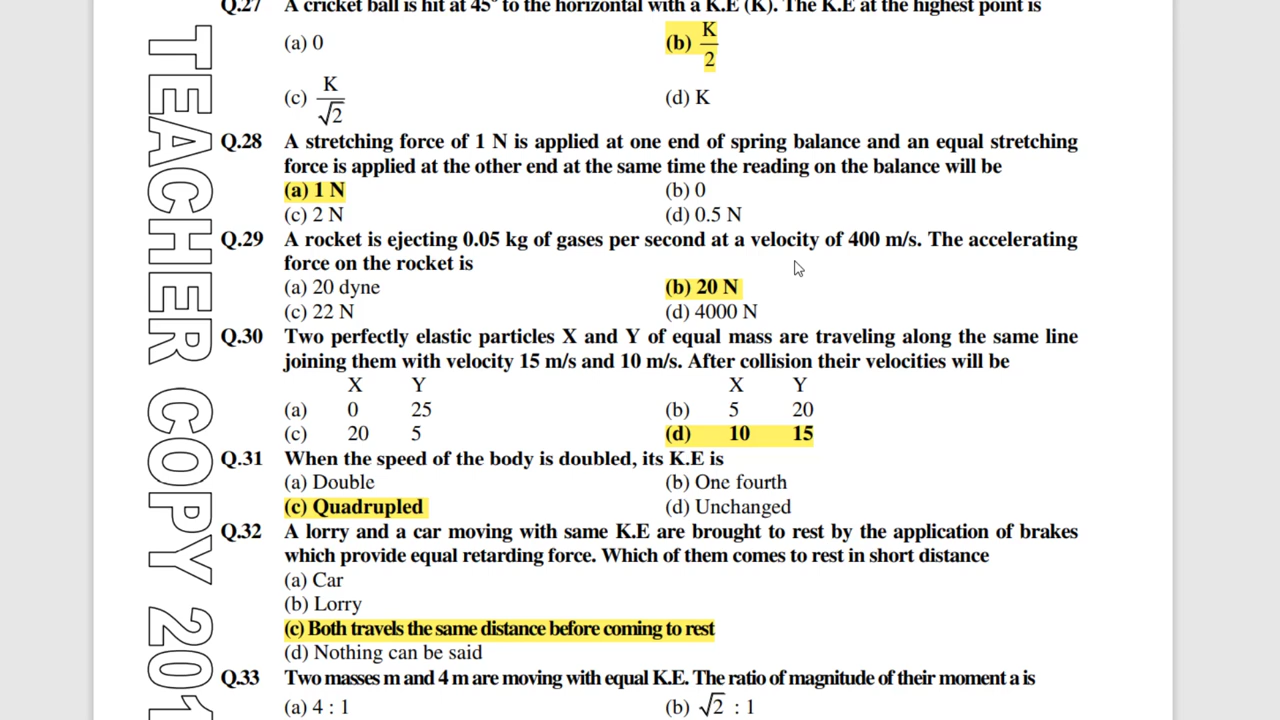 Q.27 A cricket ball is hit at 45° to the horizontal with a K.E (K). The K.E at the highest point is
(a) 0 (b) K/2
(c) K/√2 (d) K
Q.28 A stretching force of 1 N is applied at one end of spring balance and an equal stretching
force is applied at the other end at the same time the reading on the balance will be
(a) 1 N (b) 0
(c) 2 N (d) 0.5 N
Q.29 A rocket is ejecting 0.05 kg of gases per second at a velocity of 400 m/s. The accelerating
force on the rocket is
(a) 20 dyne (b) 20 N
(c) 22 N (d) 4000 N
Q.30 Two perfectly elastic particles X and Y of equal mass are traveling along the same line
joining them with velocity 15 m/s and 10 m/s. After collision their velocities will be
X Y X Y
(a) 0 25 (b) 5 20
(c) 20 5 (d) 10 15
Q.31 When the speed of the body is doubled, its K.E is
(a) Double (b) One fourth
(c) Quadrupled (d) Unchanged
Q.32 A lorry and a car moving with same K.E are brought to rest by the application of brakes
which provide equal retarding force. Which of them comes to rest in short distance
(a) Car
(b) Lorry
(c) Both travels the same distance before coming to rest
(d) Nothing can be said
Q.33 Two masses m and 4 m are moving with equal K.E. The ratio of magnitude of their moment a is
(a) 4 : 1 (b) √2 : 1
TEACHER COPY 201